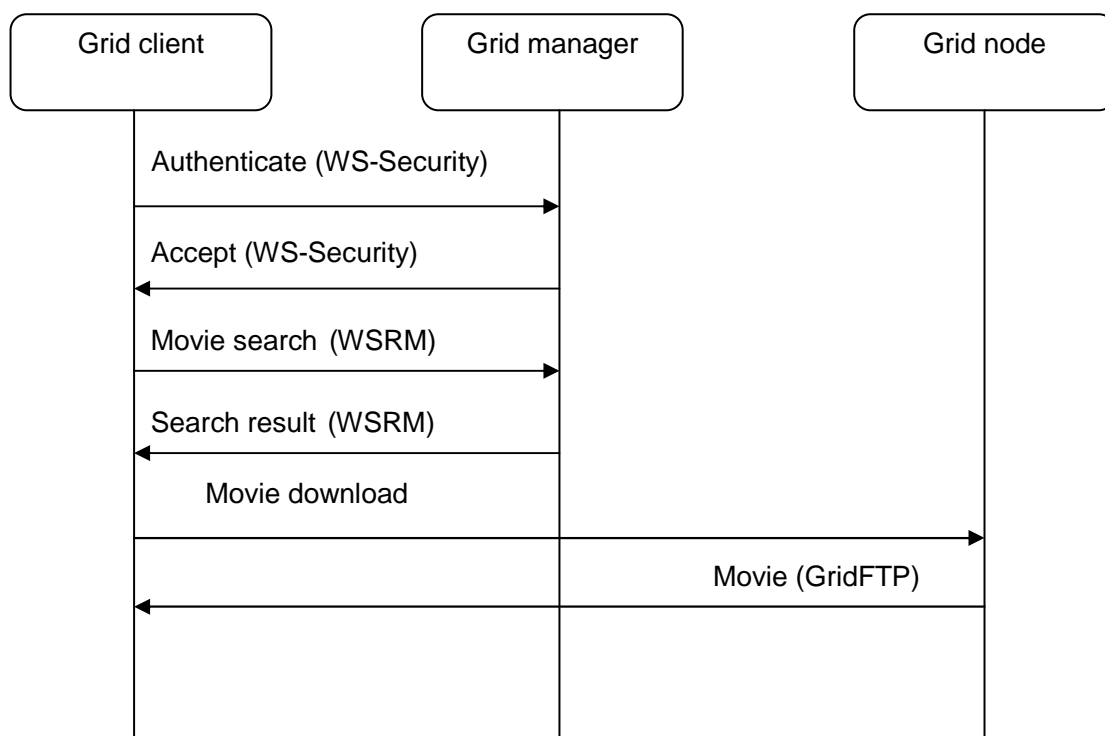 Grid client
Grid manager
Grid node
Authenticate (WS-Security)
Accept (WS-Security)
Movie search (WSRM)
Search result (WSRM)
Movie download
Movie (GridFTP)